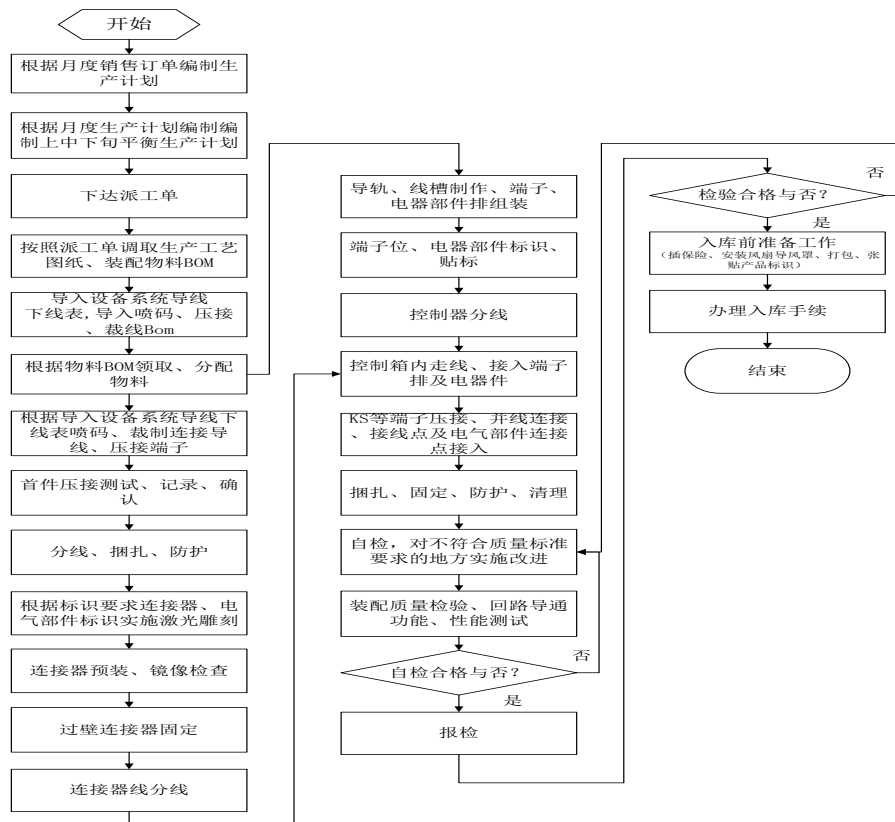 开始
根据月度销售订单编制生
产计划
根据月度生产计划编制编
制上中下旬平衡生产计划
下达派工单
按照派工单调取生产工艺
图纸、装配物料BOM
导入设备系统导线
下线表,导入喷码、压接
、裁线Bom
根据物料BOM领取、分配
物料
根据导入设备系统导线下
线表喷码、裁制连接导
线、压接端子
首件压接测试、记录、确
认
分线、捆扎、防护
根据标识要求连接器、电
气部件标识实施激光雕刻
连接器预装、镜像检查
过壁连接器固定
连接器线分线
导轨、线槽制作、端子、
电器部件排组装
端子位、电器部件标识、
贴标
控制器分线
控制箱内走线、接入端子
排及电器件
KS等端子压接、并线连接
、接线点及电气部件连接
点接入
捆扎、固定、防护、清理
自检，对不符合质量标准
要求的地方实施改进
装配质量检验、回路导通
功能、性能测试
自检合格与否？
否
是
报检
检验合格与否？
否
是
入库前准备工作
（插保险、安装风扇导风罩、打包、张
贴产品标识）
办理入库手续
结束